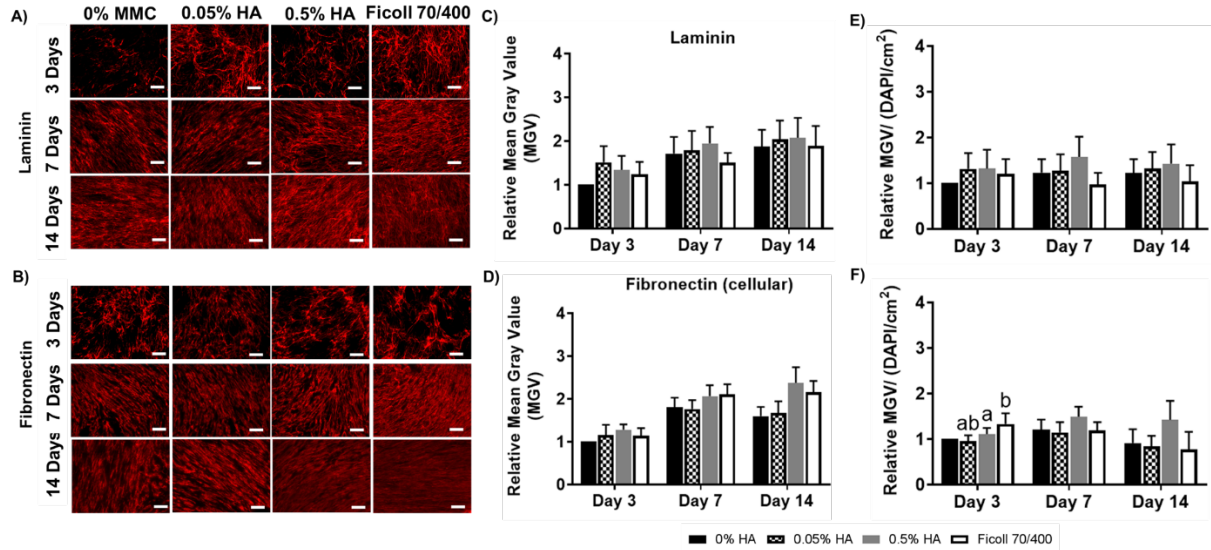 A)
0% MMC 0.05% HA 0.5% HA Ficoll 70/400
Laminin
3 Days
7 Days
14 Days
B)
Fibronectin
3 Days
7 Days
14 Days
C)
Laminin
Relative Mean Gray Value
(MGV)
4
3
2
1
0
Day 3 Day 7 Day 14
D)
Fibronectin (cellular)
Relative Mean Gray Value
(MGV)
4
3
2
1
0
Day 3 Day 7 Day 14
E)
Relative MGV/ (DAPI/cm²)
4
3
2
1
0
Day 3 Day 7 Day 14
F)
Relative MGV/ (DAPI/cm²)
4
3
2
1
0
ab a b
Day 3 Day 7 Day 14
0% HA 0.05% HA 0.5% HA Ficoll 70/400